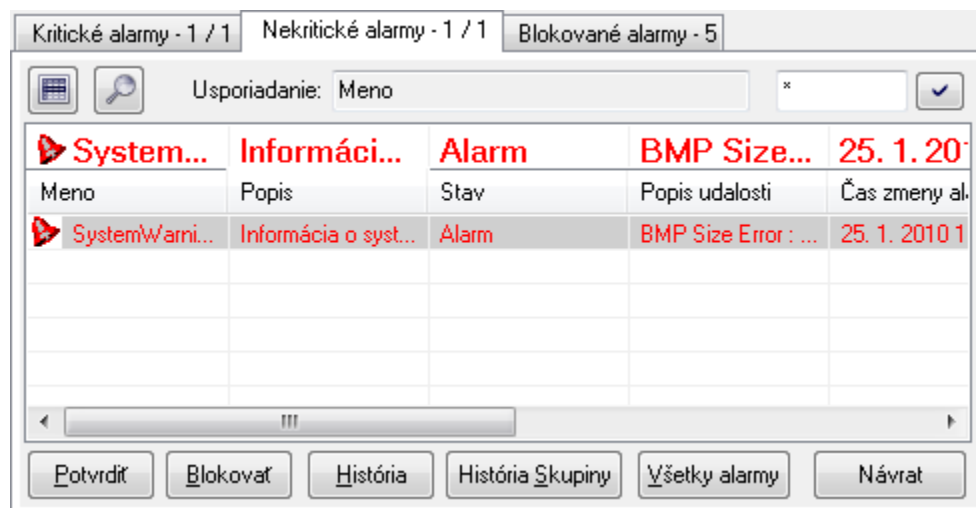 Kritické alarmy - 1 / 1 Nekritické alarmy - 1 / 1 Blokované alarmy - 5
Usporiadanie: Meno *
System... Informáci... Alarm BMP Size... 25. 1. 20
Meno Popis Stav Popis udalosti Čas zmeny al
SystemWarni... Informácia o syst... Alarm BMP Size Error : ... 25. 1. 2010 1
Potvrdiť Blokovať História História Skupiny Všetky alarmy Návrat